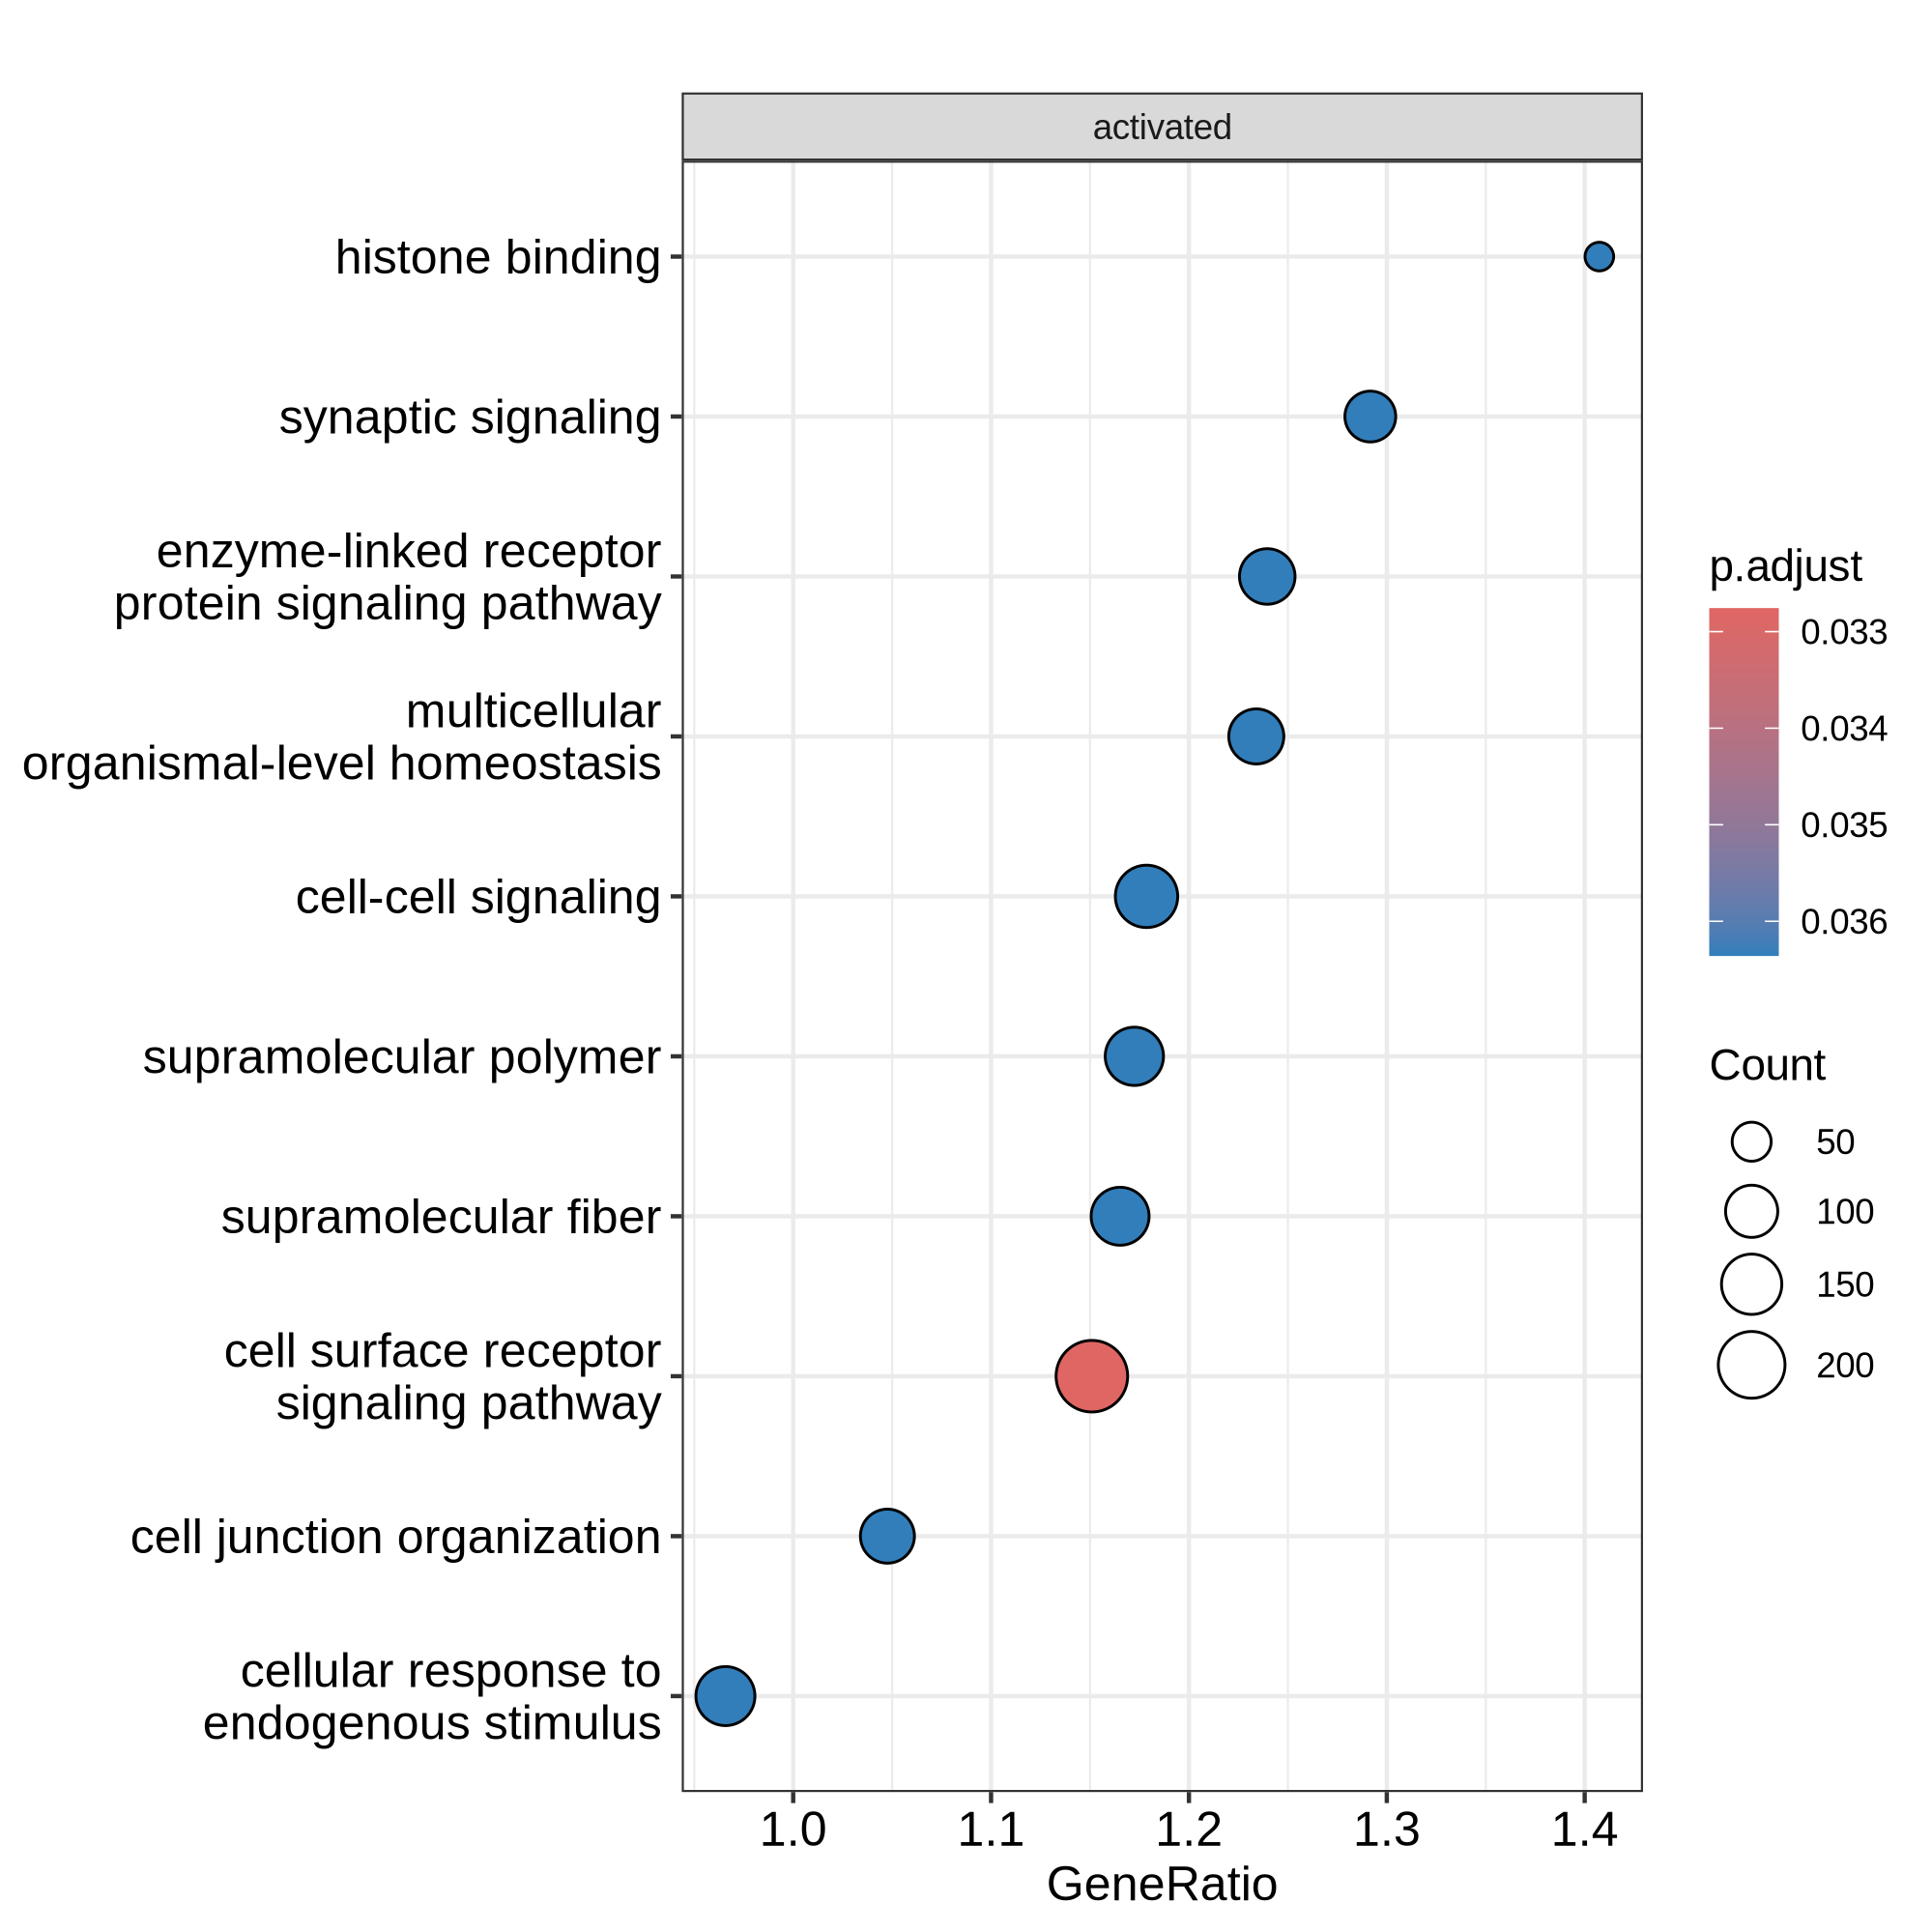 activated
histone binding
synaptic signaling
enzyme-linked receptor
protein signaling pathway
multicellular
organismal-level homeostasis
cell-cell signaling
supramolecular polymer
supramolecular fiber
cell surface receptor
signaling pathway
cell junction organization
cellular response to
endogenous stimulus
1.0 1.1 1.2 1.3 1.4
GeneRatio
p.adjust
0.033
0.034
0.035
0.036
Count
50
100
150
200